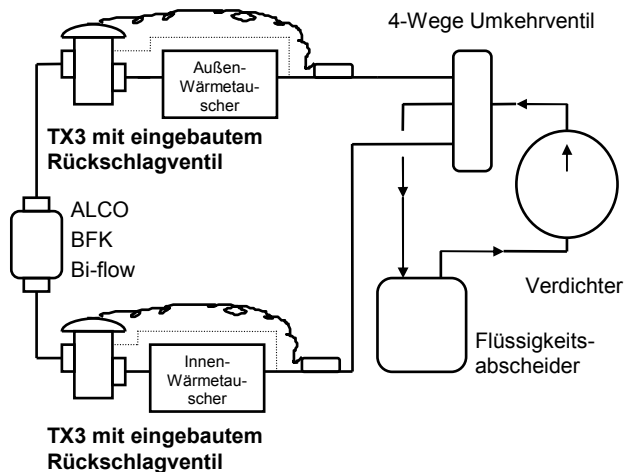 4-Wege Umkehrventil
Außen-
Wärmetau-
scher
TX3 mit eingebautem
Rückschlagventil
ALCO
BFK
Bi-flow
Verdichter
Flüssigkeits-
abscheider
Innen-
Wärmetau-
scher
TX3 mit eingebautem
Rückschlagventil